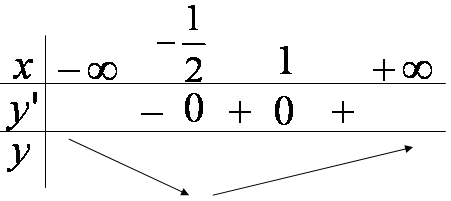 x −∞ −1/2 1 +∞
y' − 0 + 0 +
y